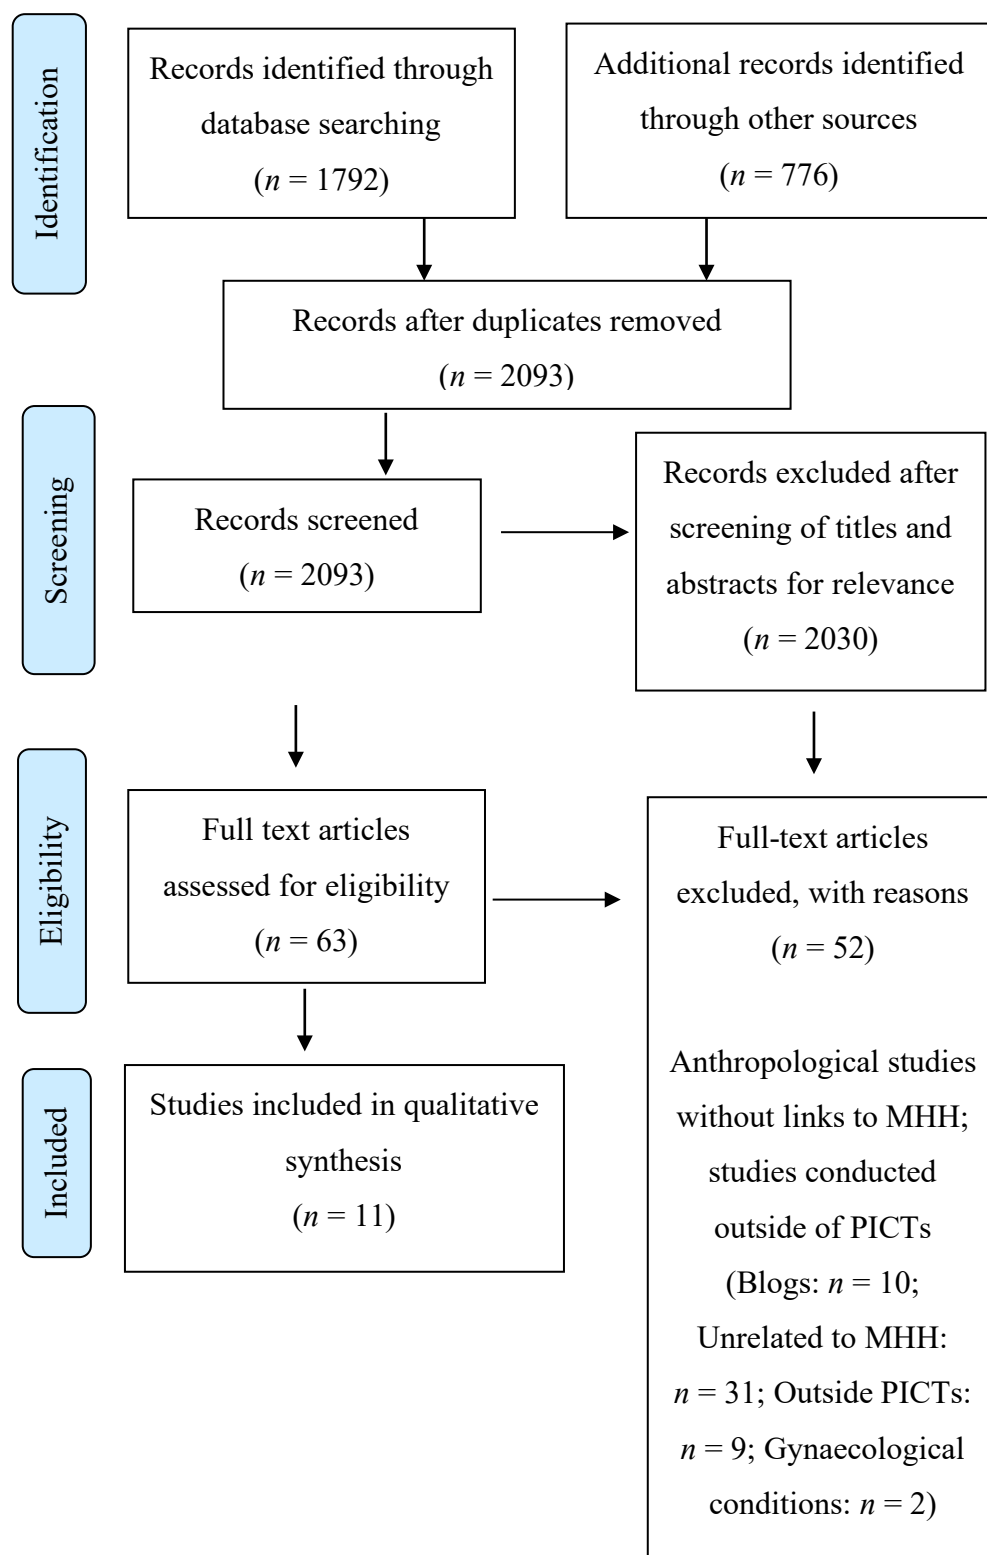 Identification
Records identified through
database searching
(n = 1792)
Additional records identified
through other sources
(n = 776)
Records after duplicates removed
(n = 2093)
Screening
Records screened
(n = 2093)
Records excluded after
screening of titles and
abstracts for relevance
(n = 2030)
Eligibility
Full text articles
assessed for eligibility
(n = 63)
Full-text articles
excluded, with reasons
(n = 52)
Anthropological studies
without links to MHH;
studies conducted
outside of PICTs
(Blogs: n = 10;
Unrelated to MHH:
n = 31; Outside PICTs:
n = 9; Gynaecological
conditions: n = 2)
Included
Studies included in qualitative
synthesis
(n = 11)